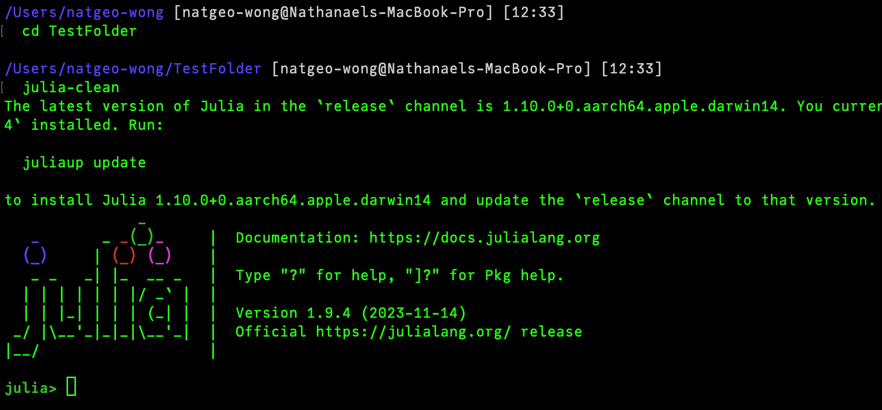 /Users/natgeo-wong [natgeo-wong@Nathanaels-MacBook-Pro] [12:33]
[  cd TestFolder
/Users/natgeo-wong/TestFolder [natgeo-wong@Nathanaels-MacBook-Pro] [12:33]
[  julia-clean
The latest version of Julia in the `release` channel is 1.10.0+0.aarch64.apple.darwin14. You curren
4` installed. Run:
juliaup update
to install Julia 1.10.0+0.aarch64.apple.darwin14 and update the `release` channel to that version.
julia
Documentation: https://docs.julialang.org
Type "?" for help, "]?" for Pkg help.
Version 1.9.4 (2023-11-14)
Official https://julialang.org/ release
julia>